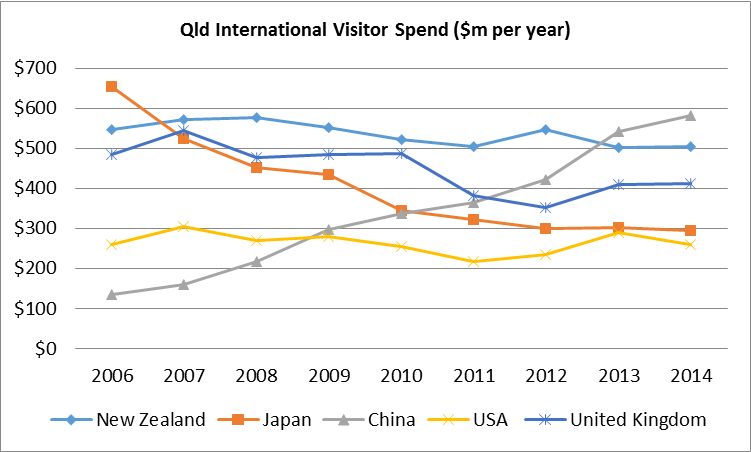 Qld International Visitor Spend ($m per year)
$700
$600
$500
$400
$300
$200
$100
$0
2006 2007 2008 2009 2010 2011 2012 2013 2014
New Zealand Japan China USA United Kingdom